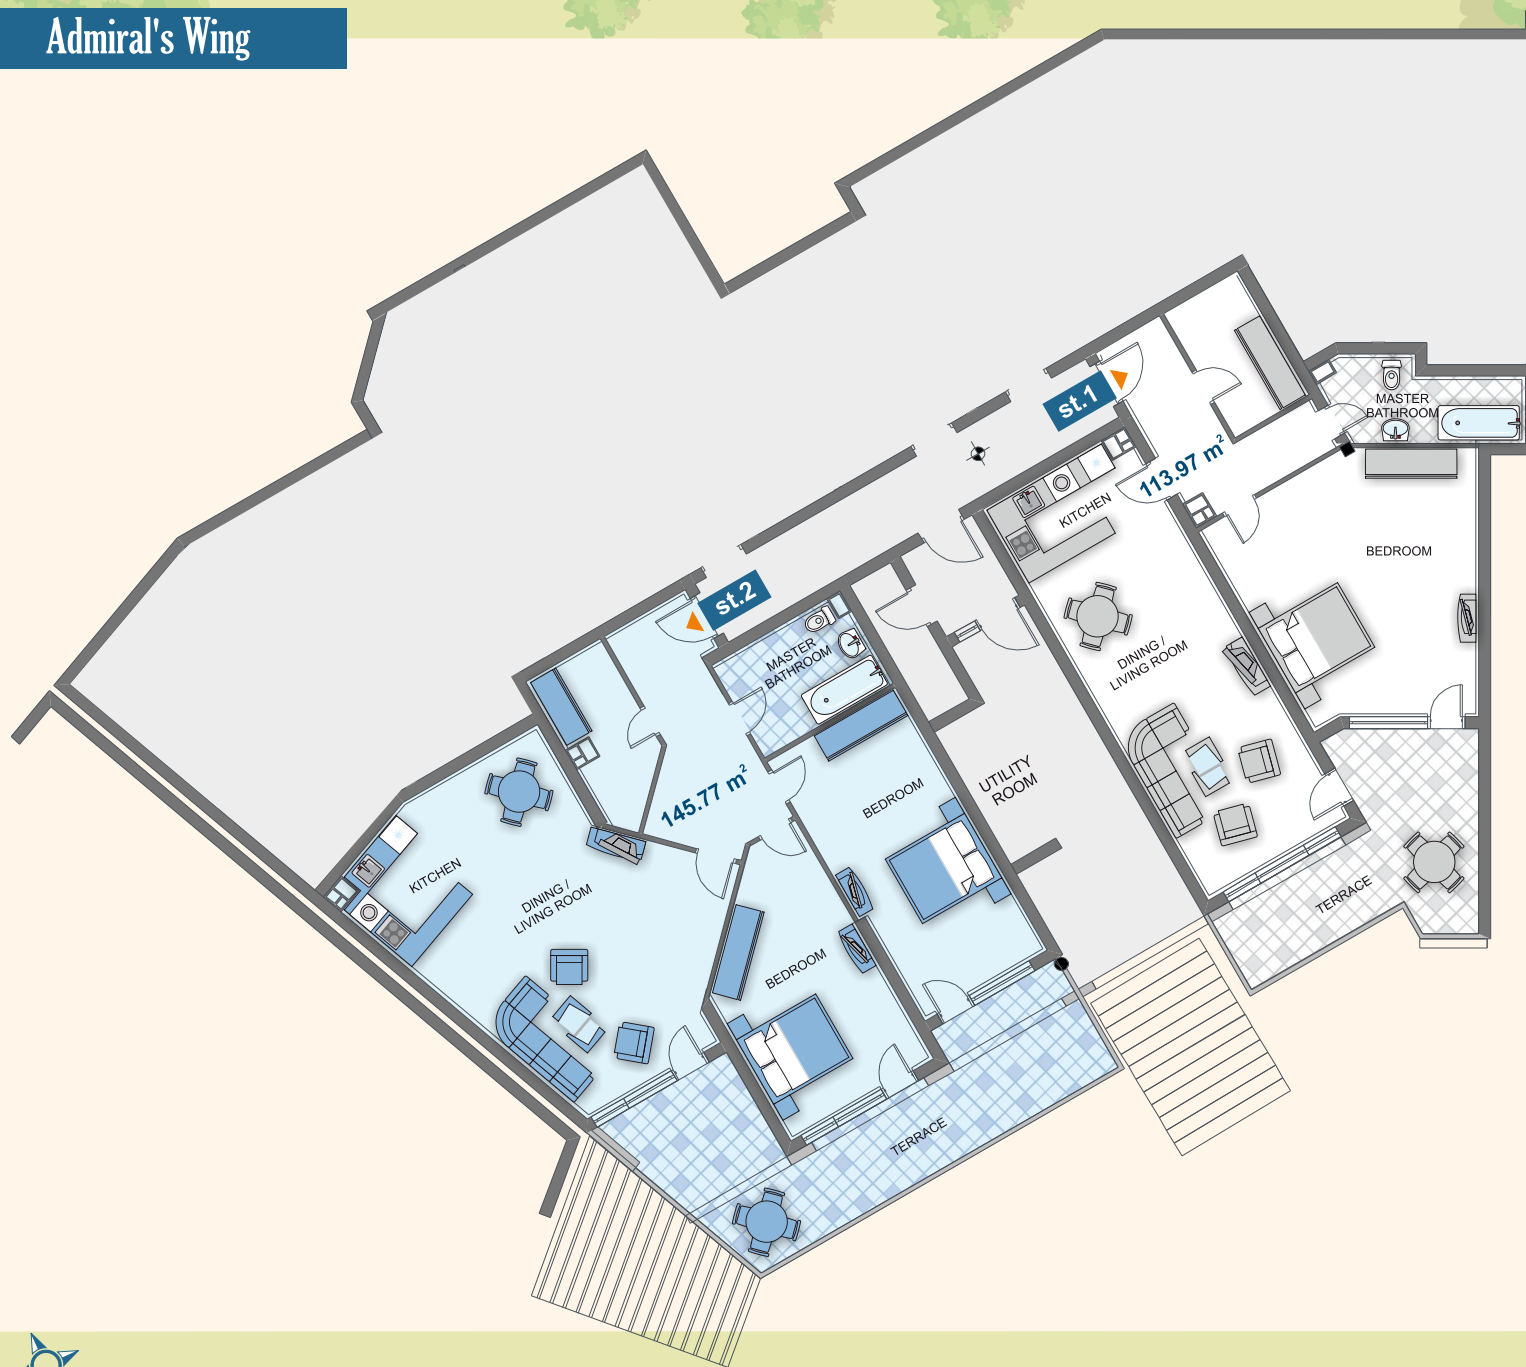 Admiral's Wing
st.1
MASTER
BATHROOM
113.97 m²
KITCHEN
BEDROOM
st.2
DINING /
LIVING ROOM
MASTER
BATHROOM
UTILITY
ROOM
145.77 m²
BEDROOM
KITCHEN
DINING /
LIVING ROOM
TERRACE
BEDROOM
TERRACE